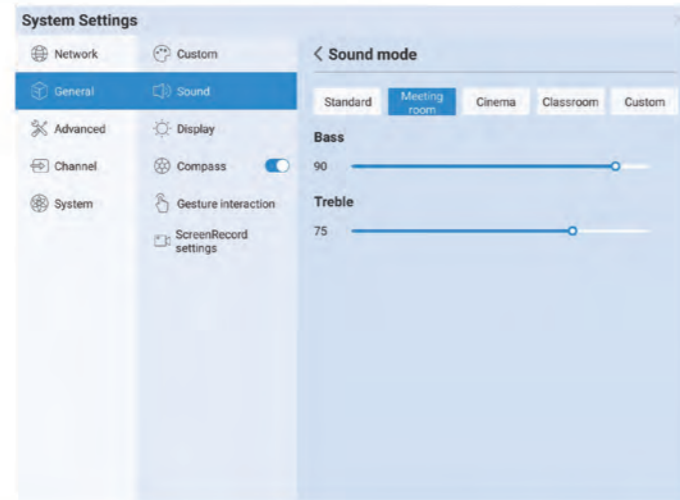 System Settings
Network
General
Advanced
Channel
System
Custom
Sound
Display
Compass
Gesture interaction
ScreenRecord
settings
Sound mode
Standard
Meeting
room
Cinema
Classroom
Custom
Bass
90
Treble
75